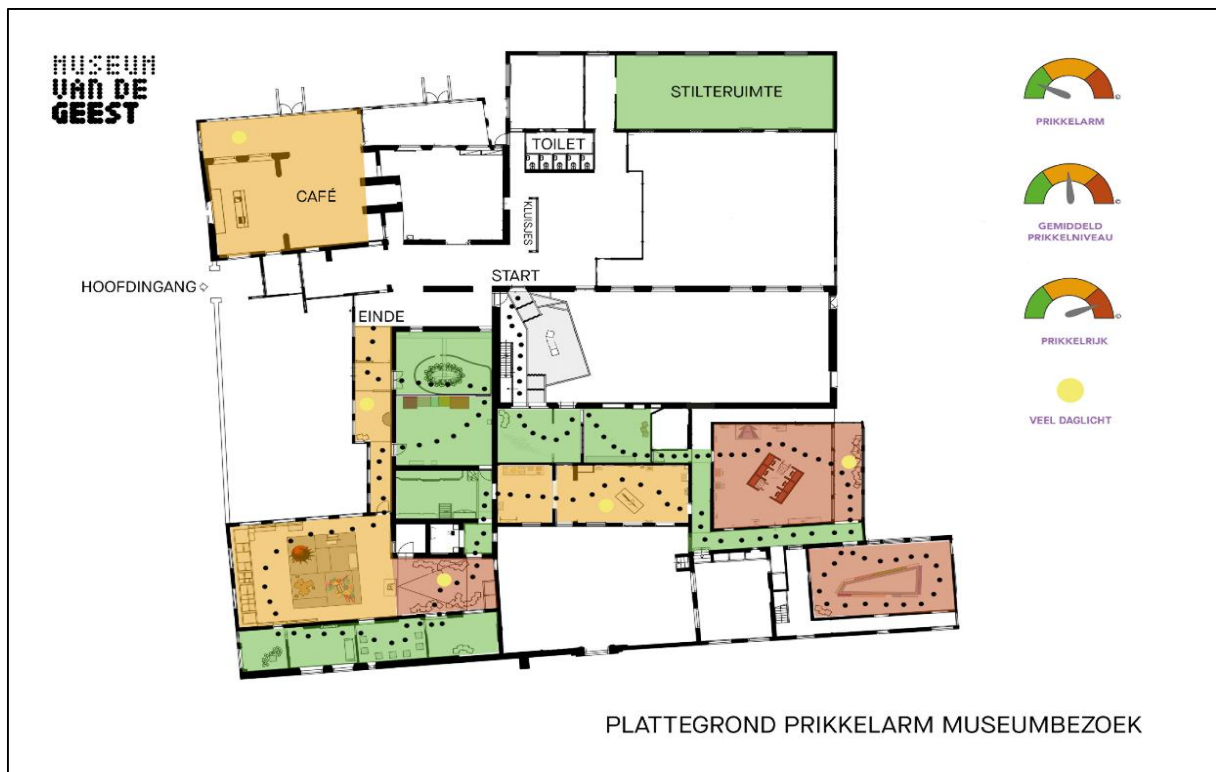 MUSEUM
VAN DE
GEEST
STILTERUIMTE
TOILET
CAFÉ
KLUISJES
START
HOOFDINGANG
EINDE
PRIKKELARM
GEMIDDELD
PRIKKELNIVEAU
PRIKKELRIJK
VEEL DAGLICHT
PLATTEGROND PRIKKELARM MUSEUMBEZOEK